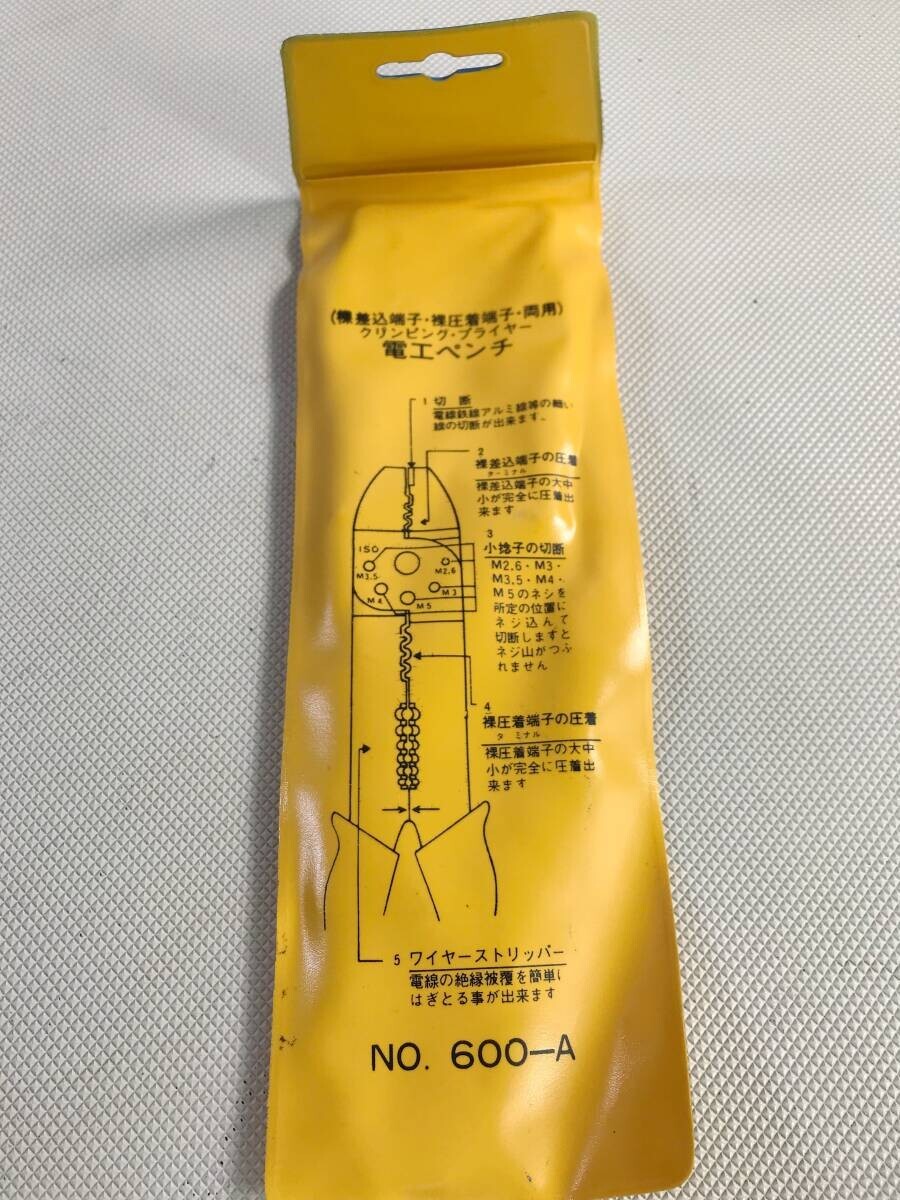 (裸差込端子・裸圧着端子・両用)
クリンピング・プライヤー
電工ペンチ
1 切断
電線鉄線アルミ線等の細い
線の切断が出来ます。
2
裸差込端子の圧着
ターミナル
裸差込端子の大中
小が完全に圧着出
来ます
3
小捻子の切断
M2.6・M3・
M3.5・M4・
M5のネジを
所定の位置に
ネジ込んで
切断しますと
ネジ山がつぶ
れません
ISO
M3.5
M2.6
M4
M3
M5
4
裸圧着端子の圧着
ターミナル
裸圧着端子の大中
小が完全に圧着出
来ます
5 ワイヤーストリッパー
電線の絶縁被覆を簡単に
はぎとる事が出来ます
NO. 600-A